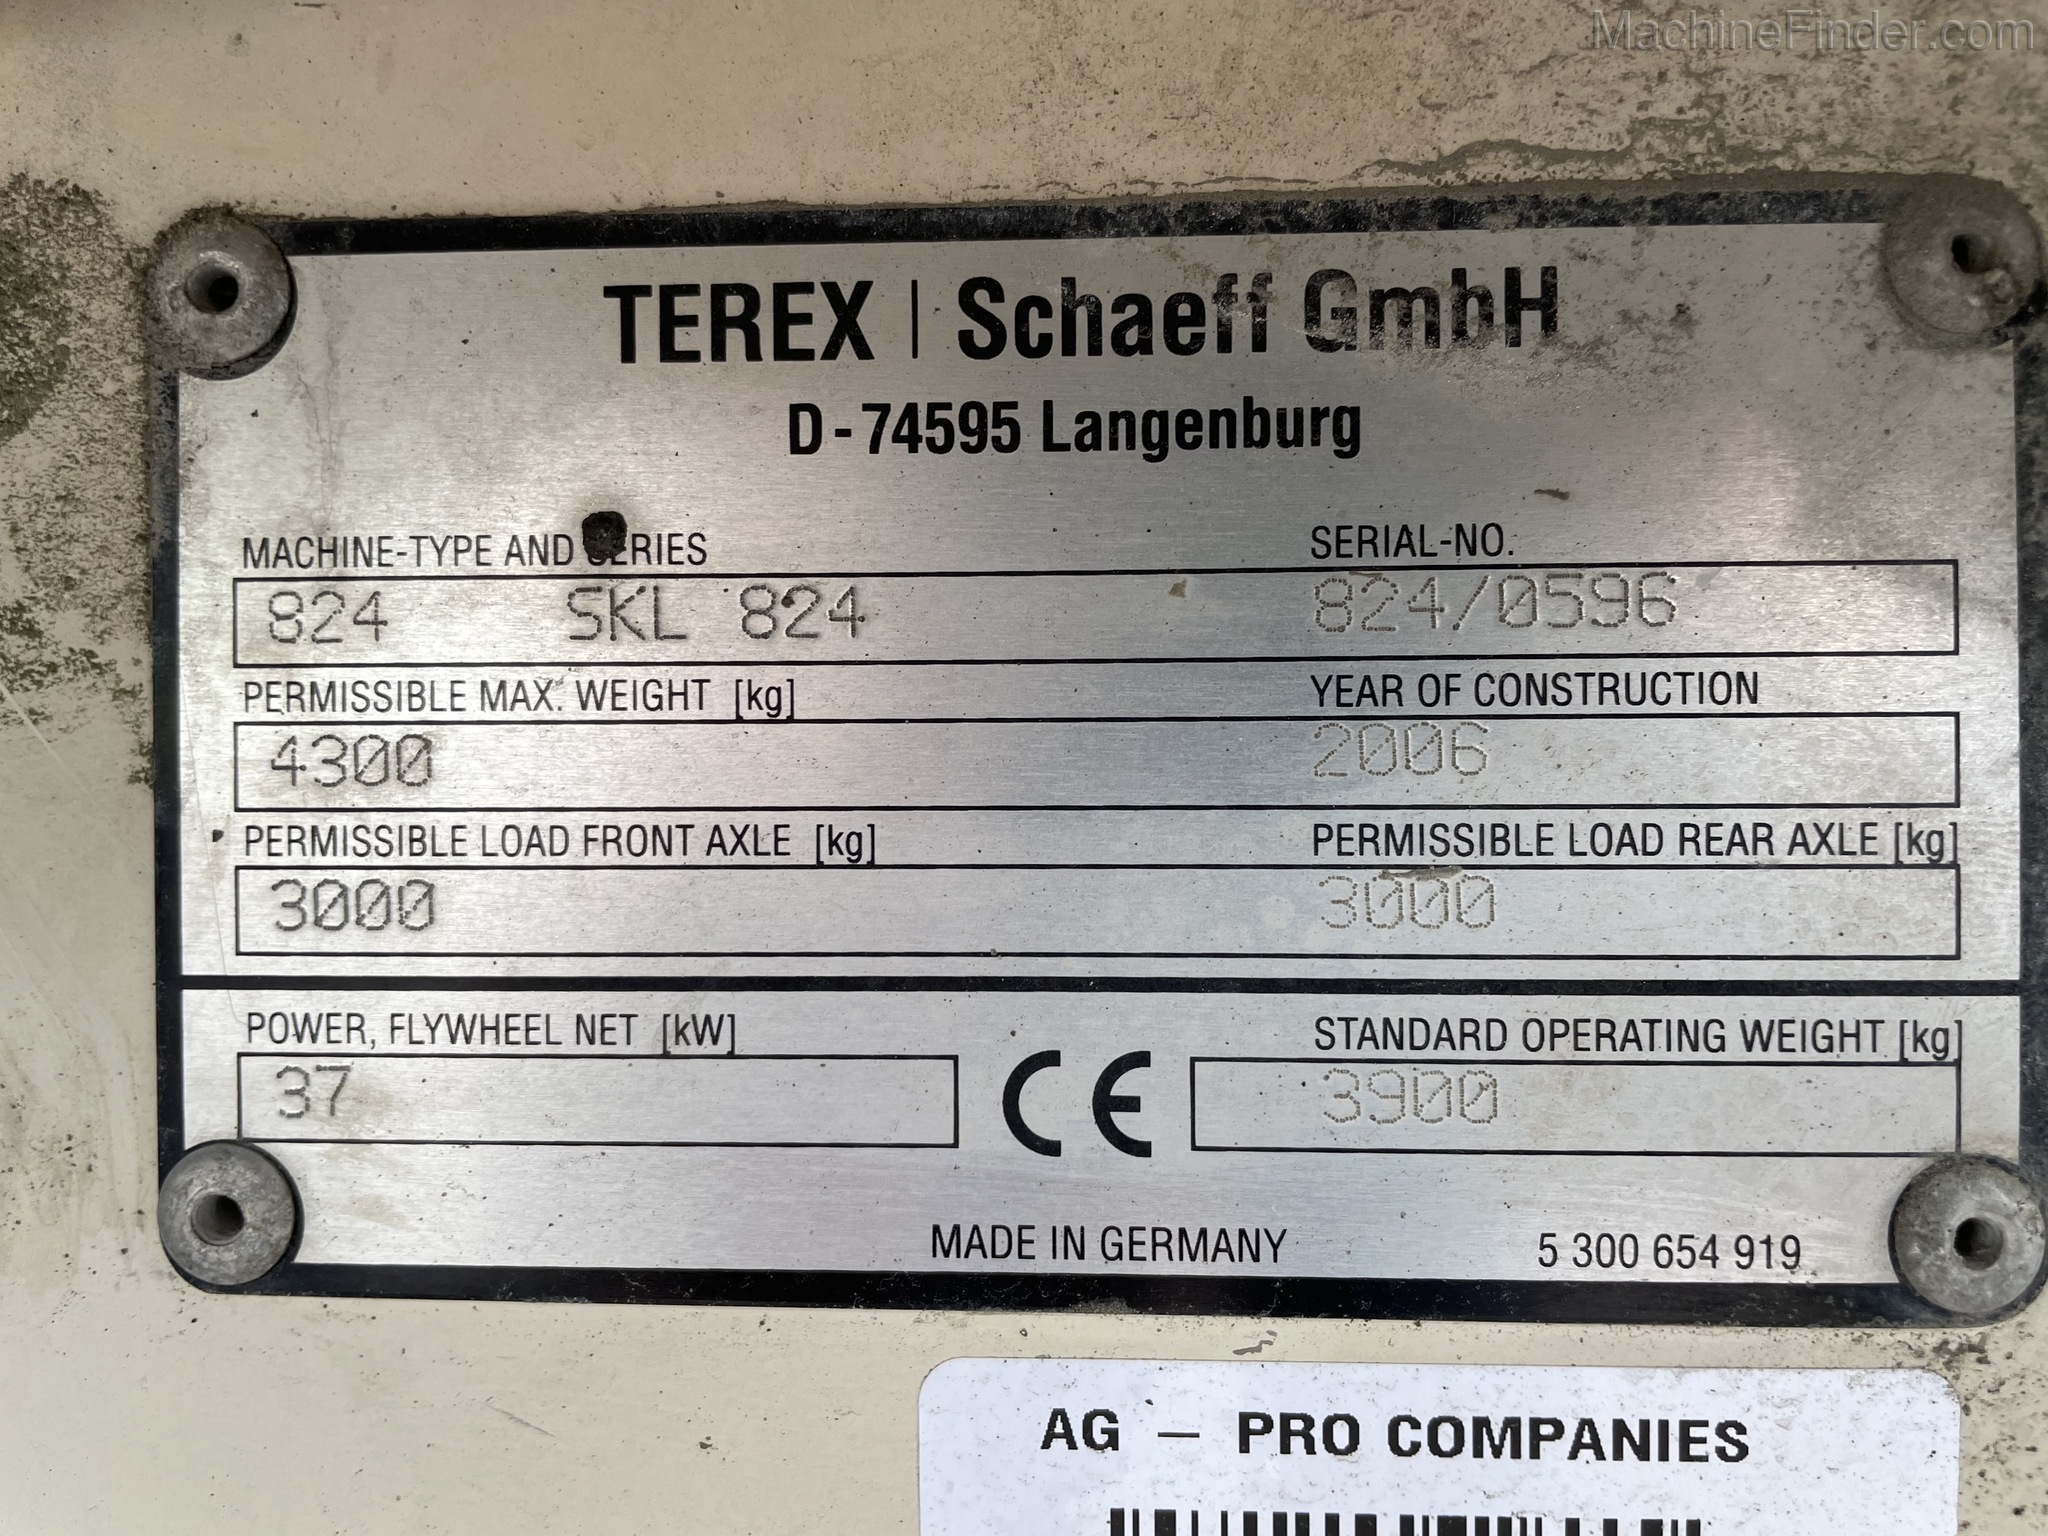 MachineFinder.com
TEREX | Schaeff GmbH
D-74595 Langenburg
MACHINE-TYPE AND SERIES SERIAL-NO.
824 SKL 824 824/0596
PERMISSIBLE MAX. WEIGHT [kg] YEAR OF CONSTRUCTION
4300 2006
PERMISSIBLE LOAD FRONT AXLE [kg] PERMISSIBLE LOAD REAR AXLE [kg]
3000 3000
POWER, FLYWHEEL NET [kW] STANDARD OPERATING WEIGHT [kg]
37 CE 3900
MADE IN GERMANY 5 300 654 919
AG - PRO COMPANIES